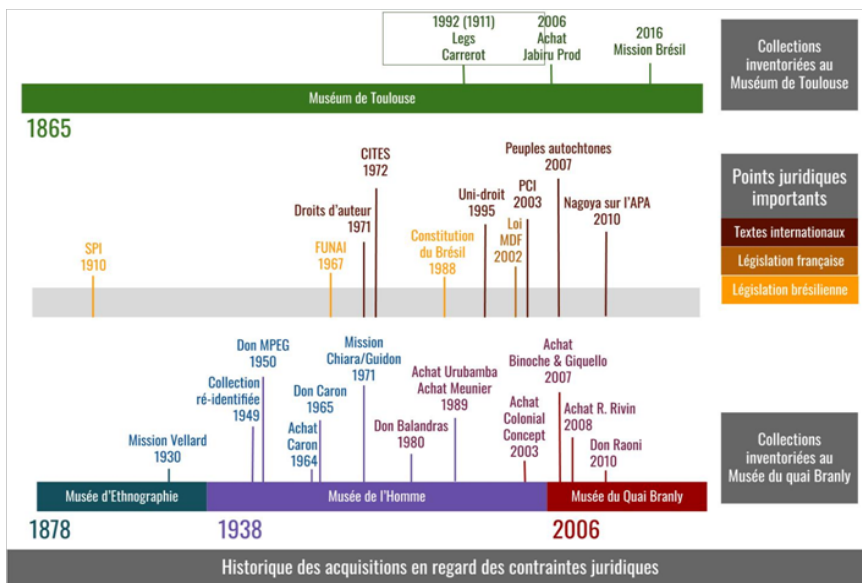 1992 (1911)
Legs
Carrerot
2006
Achat
Jabiru Prod
2016
Mission Brésil
Collections
inventoriées au
Muséum de Toulouse
Muséum de Toulouse
1865
CITES
1972
Droits d'auteur
1971
Peuples autochtones
2007
Uni-droit
1995
PCI
2003
Nagoya sur l'APA
2010
SPI
1910
FUNAI
1967
Constitution
du Brésil
1988
Loi
MDF
2002
Points juridiques
importants
Textes internationaux
Législation française
Législation brésilienne
Don MPEG
1950
Collection
ré-identifiée
1949
Mission Vellard
1930
Mission
Chiara/Guidon
1971
Don Caron
1965
Achat
Caron
1964
Achat Urubamba
Achat Meunier
1989
Don Balandras
1980
Achat
Binoche & Giquello
2007
Achat
Colonial
Concept
2003
Achat R. Rivin
2008
Don Raoni
2010
Collections
inventoriées au
Musée du quai Branly
Musée d'Ethnographie
Musée de l'Homme
Musée du Quai Branly
1878
1938
2006
Historique des acquisitions en regard des contraintes juridiques